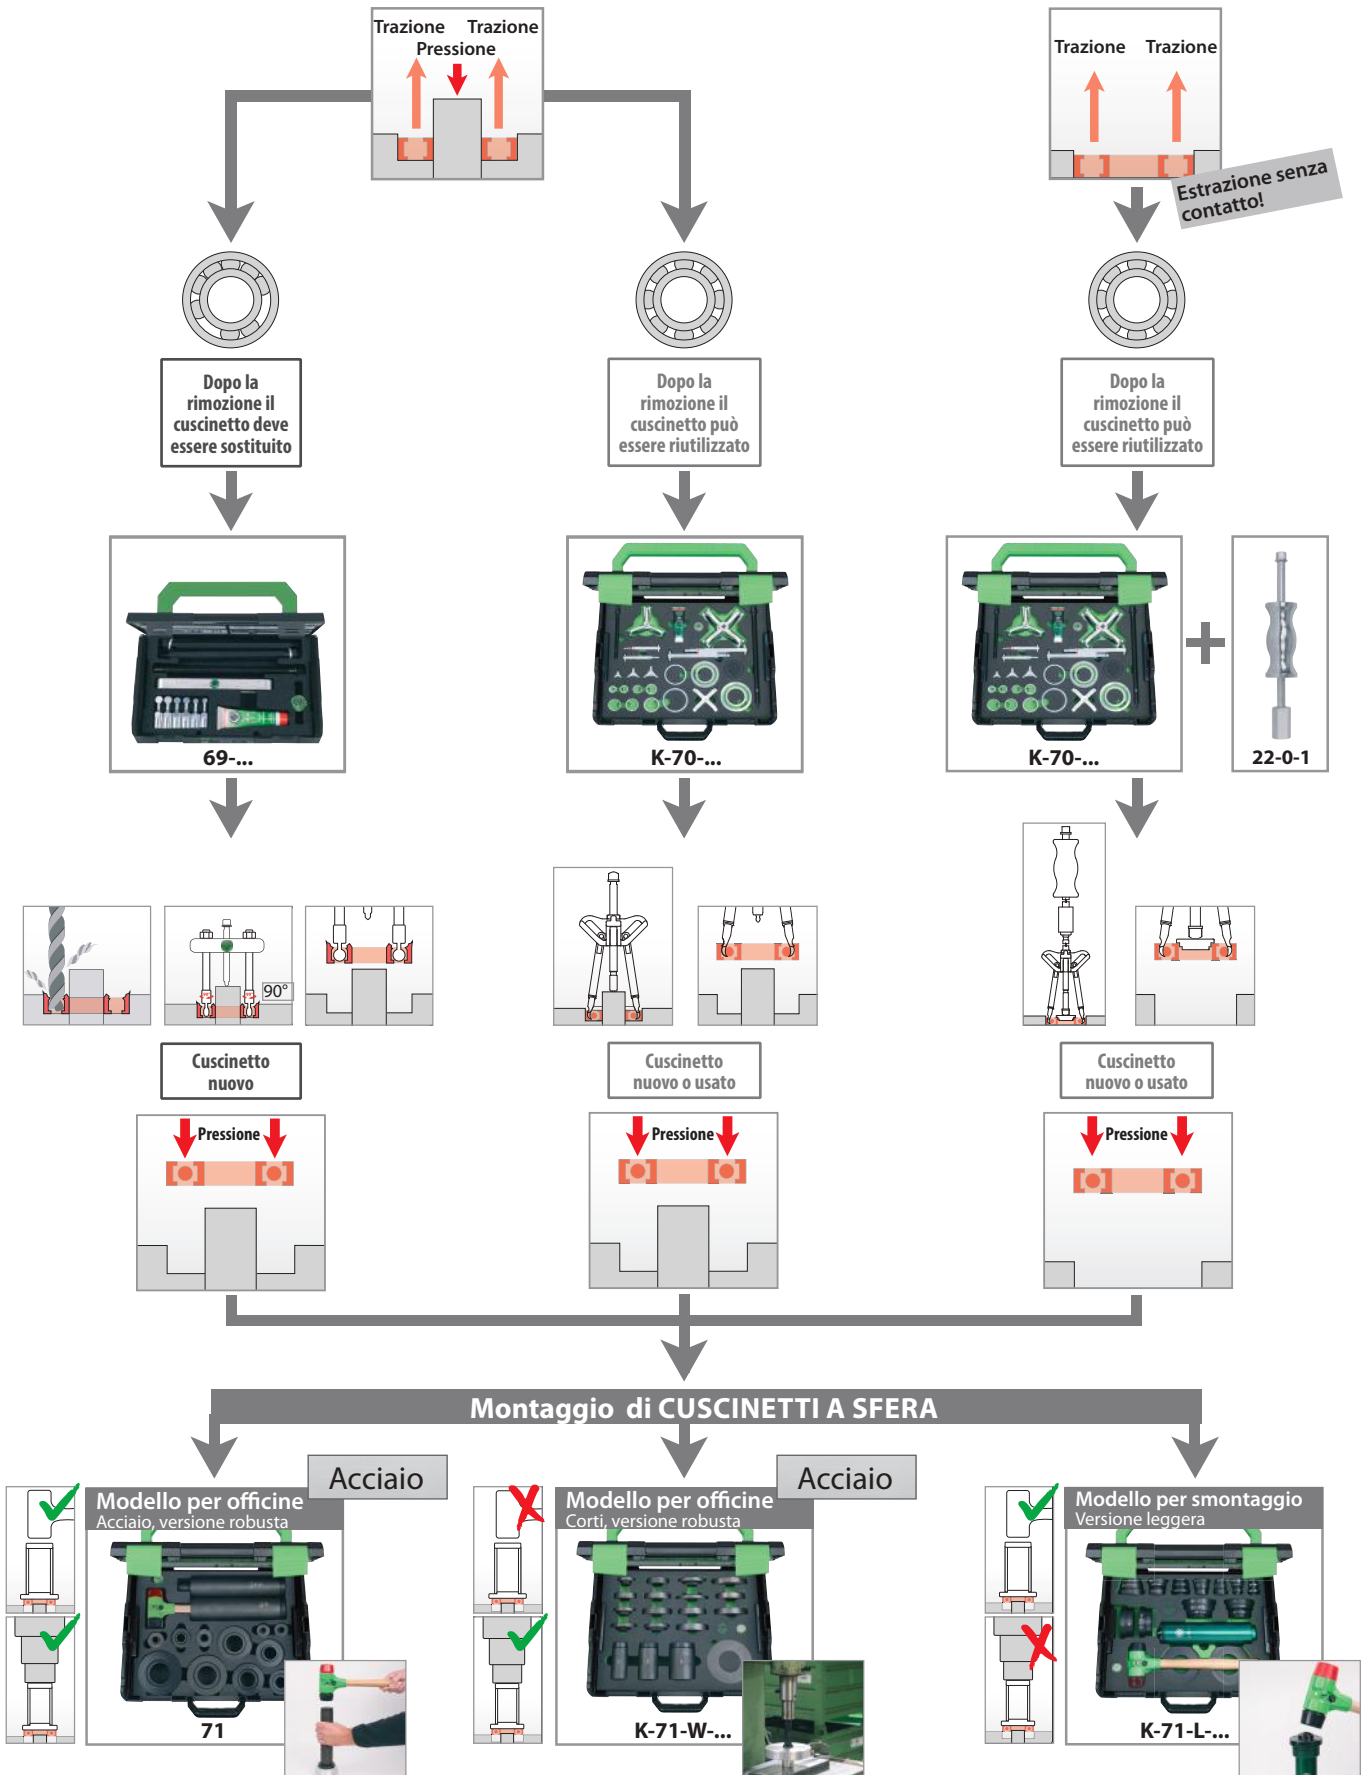 Trazione Trazione
Pressione
Trazione Trazione
Estrazione senza
contatto!
Dopo la
rimozione il
cuscinetto deve
essere sostituito
Dopo la
rimozione il
cuscinetto può
essere riutilizzato
Dopo la
rimozione il
cuscinetto può
essere riutilizzato
69-...
K-70-...
K-70-...
22-0-1
90°
Cuscinetto
nuovo
Cuscinetto
nuovo o usato
Cuscinetto
nuovo o usato
Pressione
Pressione
Pressione
Montaggio di CUSCINETTI A SFERA
Acciaio
Modello per officine
Acciaio, versione robusta
71
Acciaio
Modello per officine
Corti, versione robusta
K-71-W-...
Modello per smontaggio
Versione leggera
K-71-L-...